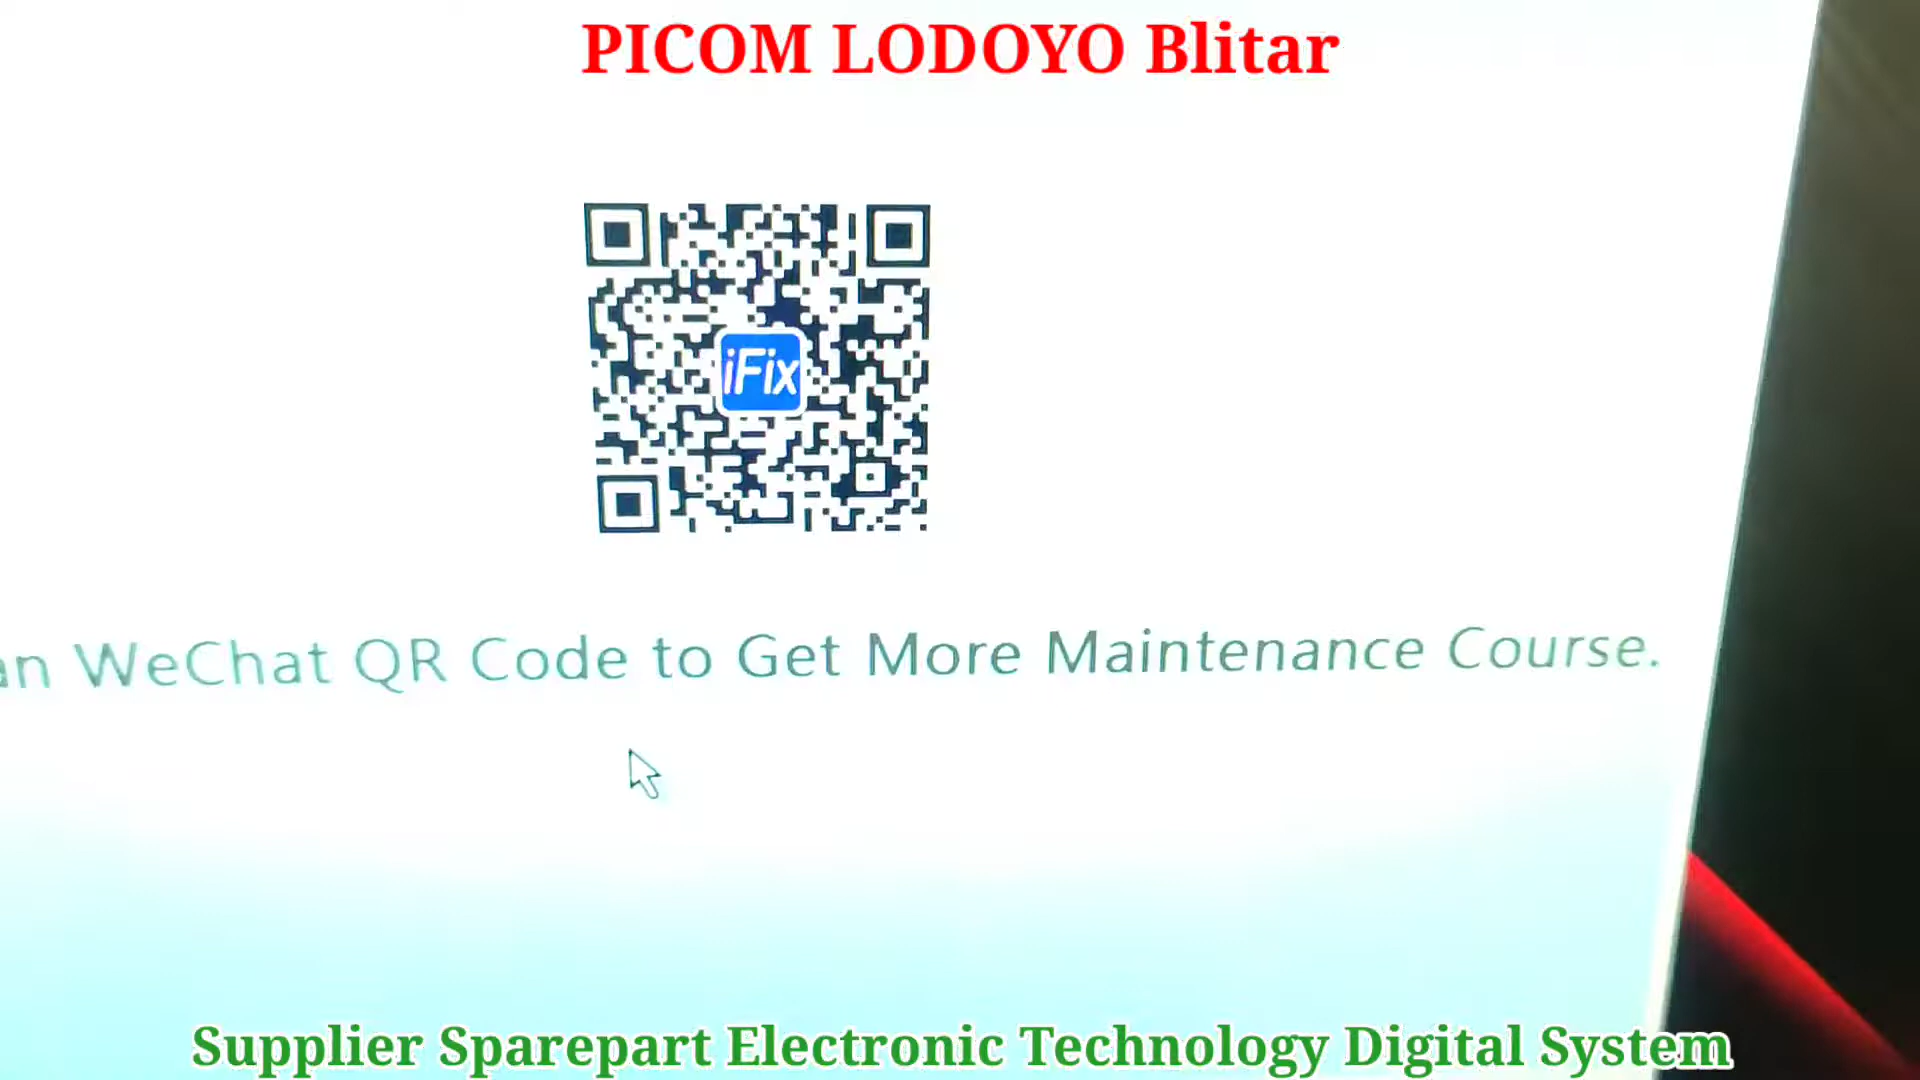 PICOM LODOYO Blitar
iFix
WeChat QR Code to Get More Maintenance Course.
Supplier Sparepart Electronic Technology Digital System